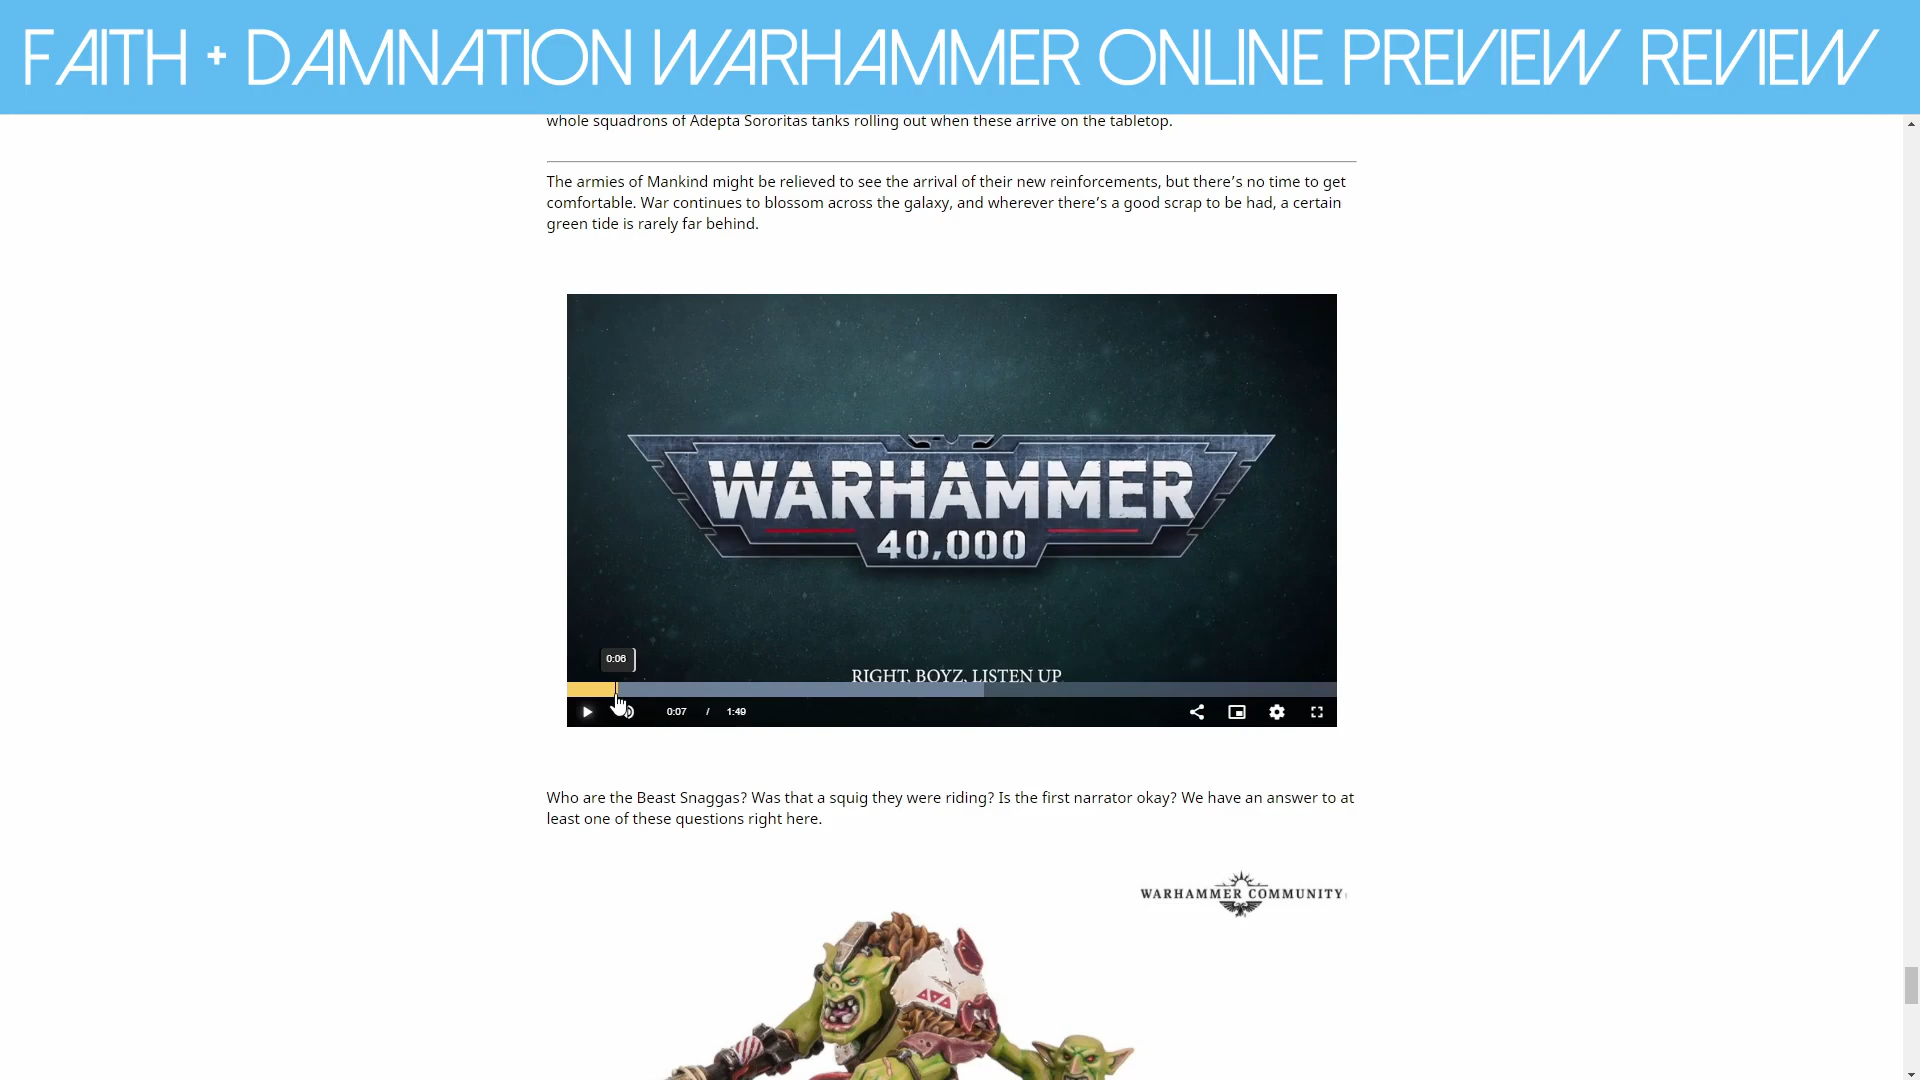 FAITH + DAMNATION WARHAMMER ONLINE PREVIEW REVIEW
whole squadrons of Adepta Sororitas tanks rolling out when these arrive on the tabletop.
The armies of Mankind might be relieved to see the arrival of their new reinforcements, but there’s no time to get
comfortable. War continues to blossom across the galaxy, and wherever there’s a good scrap to be had, a certain
green tide is rarely far behind.
WARHAMMER
40,000
0:06
RIGHT, BOYZ, LISTEN UP
0:07 / 1:49
Who are the Beast Snaggas? Was that a squig they were riding? Is the first narrator okay? We have an answer to at
least one of these questions right here.
WARHAMMER COMMUNITY